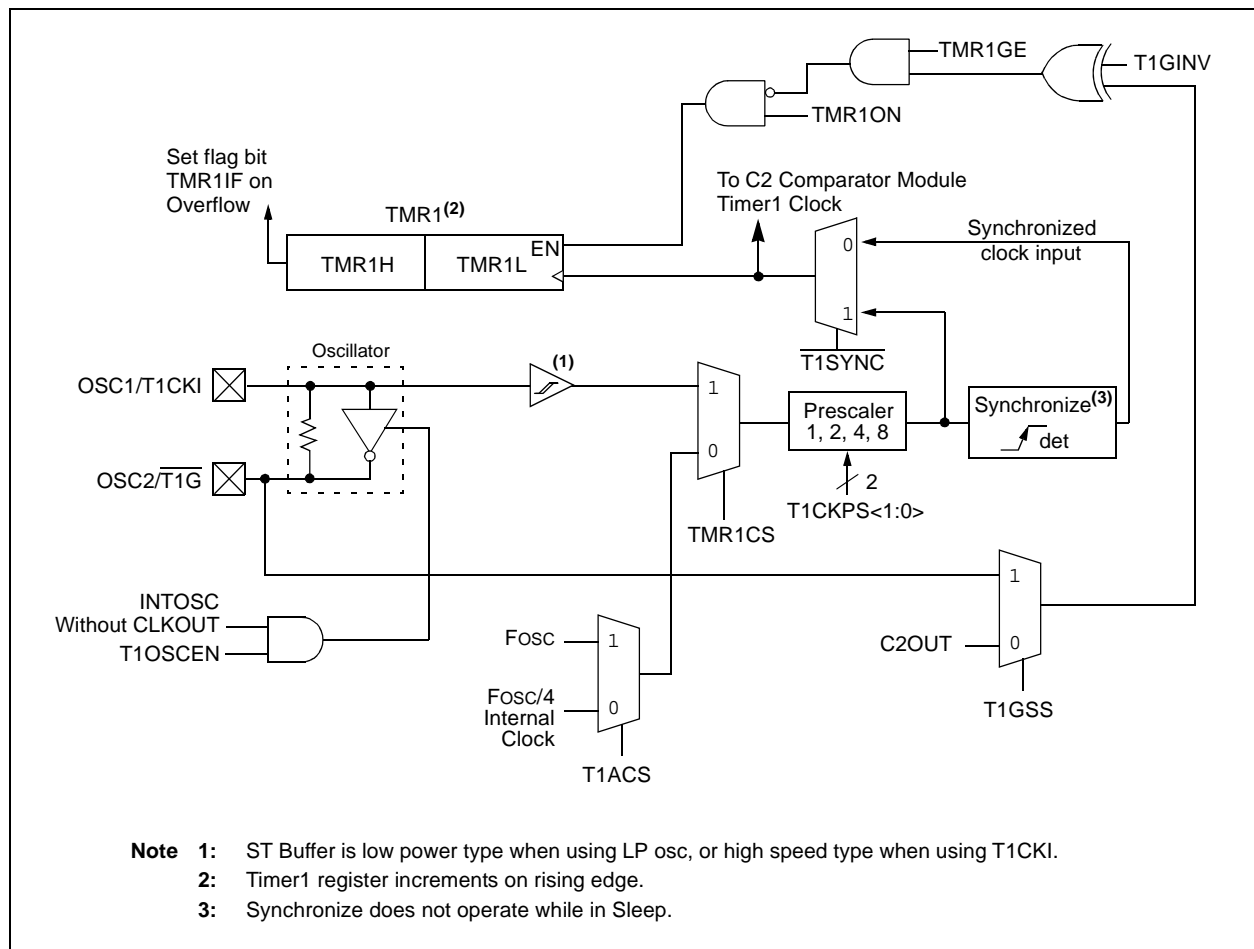 TMR1GE
T1GINV
TMR1ON
Set flag bit
TMR1IF on
Overflow
To C2 Comparator Module
Timer1 Clock
TMR1(2)
EN
TMR1H
TMR1L
0
Synchronized
clock input
1
T1SYNC
Oscillator
(1)
OSC1/T1CKI
1
Prescaler
1, 2, 4, 8
Synchronize(3)
det
0
OSC2/T1G
2
T1CKPS<1:0>
TMR1CS
1
INTOSC
Without CLKOUT
T1OSCEN
FOSC
1
C2OUT
0
FOSC/4
Internal
Clock
0
T1GSS
T1ACS
Note 1: ST Buffer is low power type when using LP osc, or high speed type when using T1CKI.
2: Timer1 register increments on rising edge.
3: Synchronize does not operate while in Sleep.